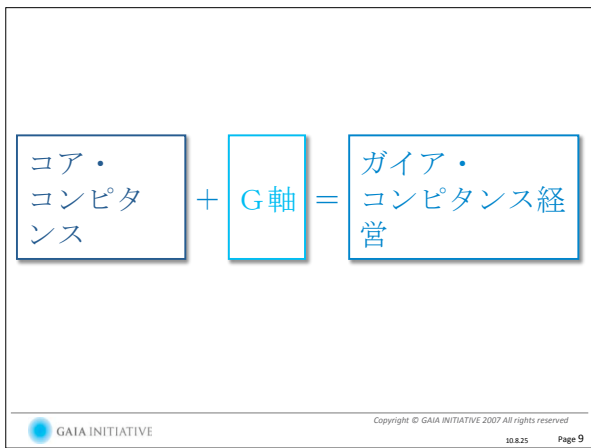 コア・
コンピタ
ンス
+
G軸
=
ガイア・
コンピタンス経
営
GAIA INITIATIVE
Copyright © GAIA INITIATIVE 2007 All rights reserved
10.8.25 Page 9